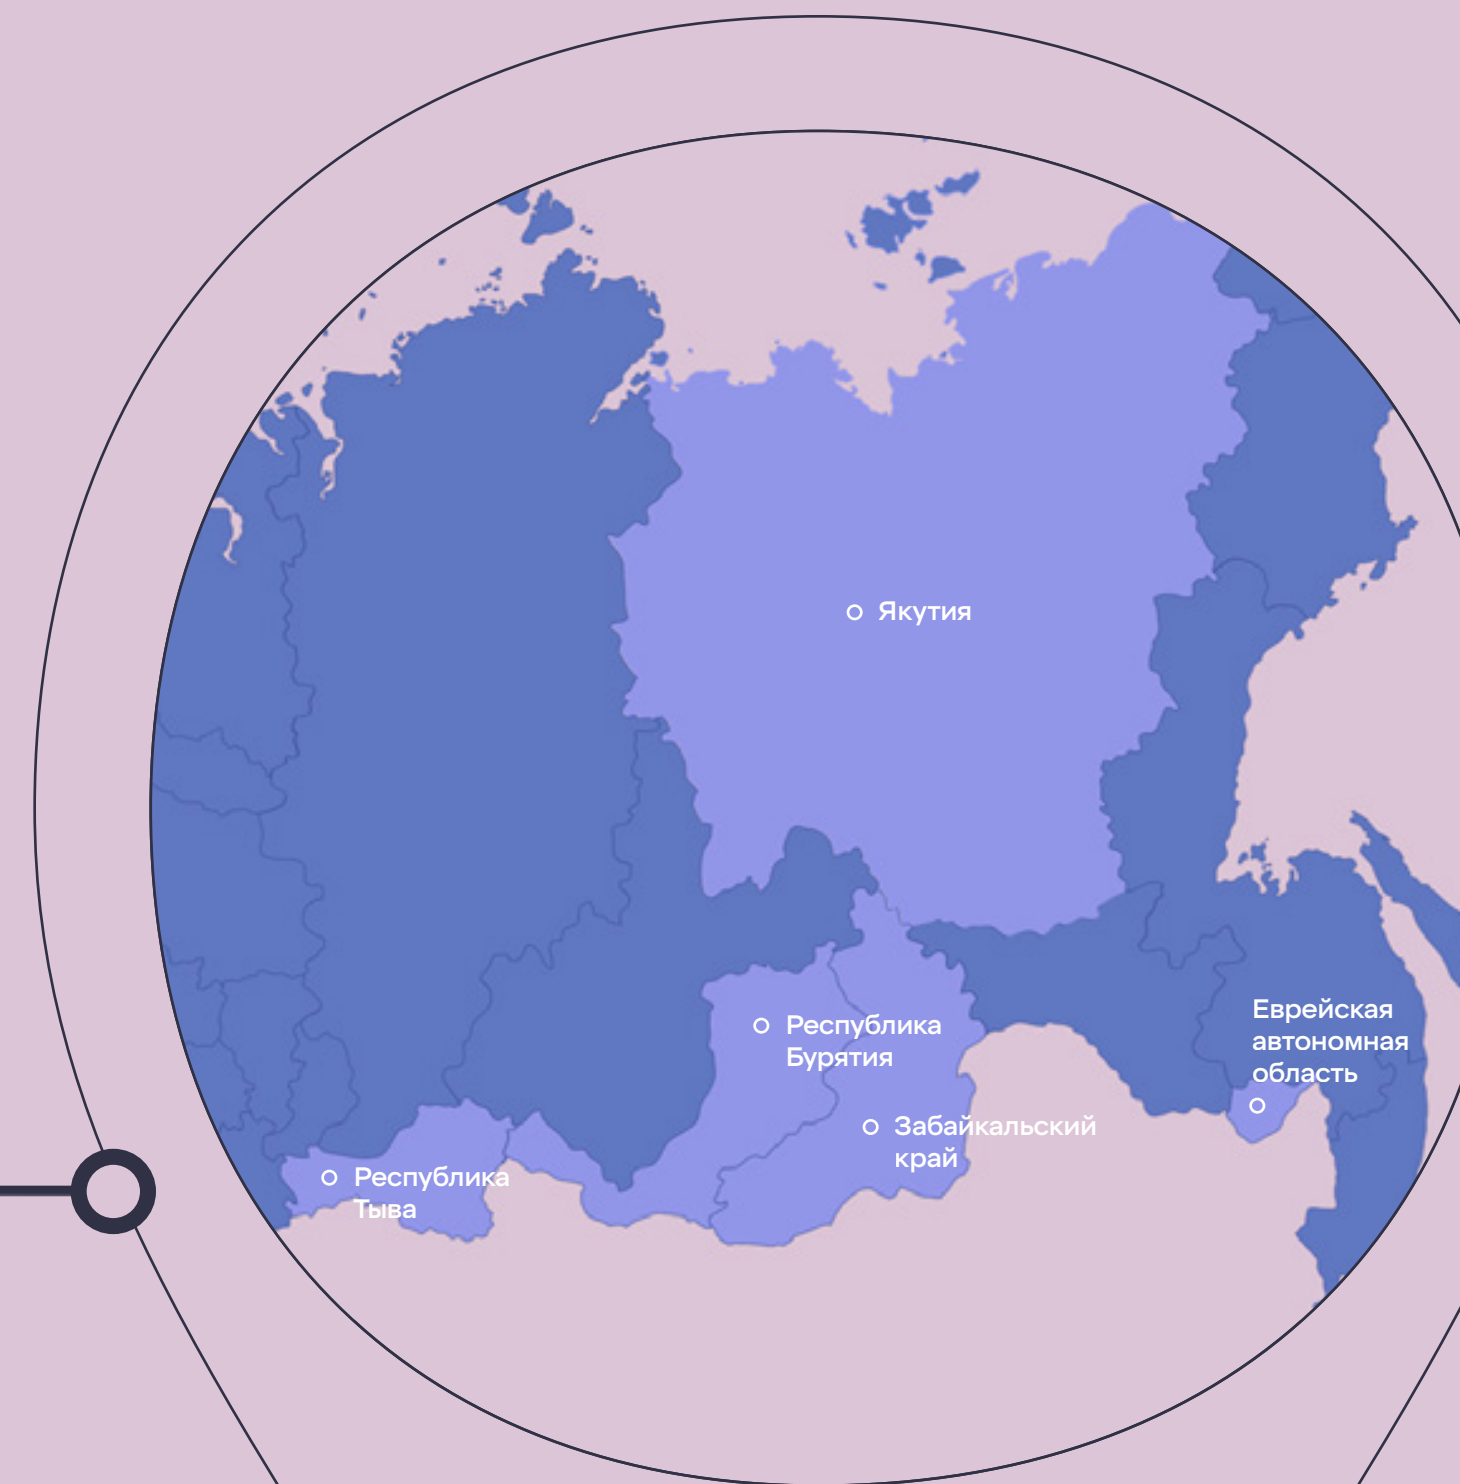 Якутия
Еврейская
автономная
область
Республика
Бурятия
Забайкальский
край
Республика
Тыва